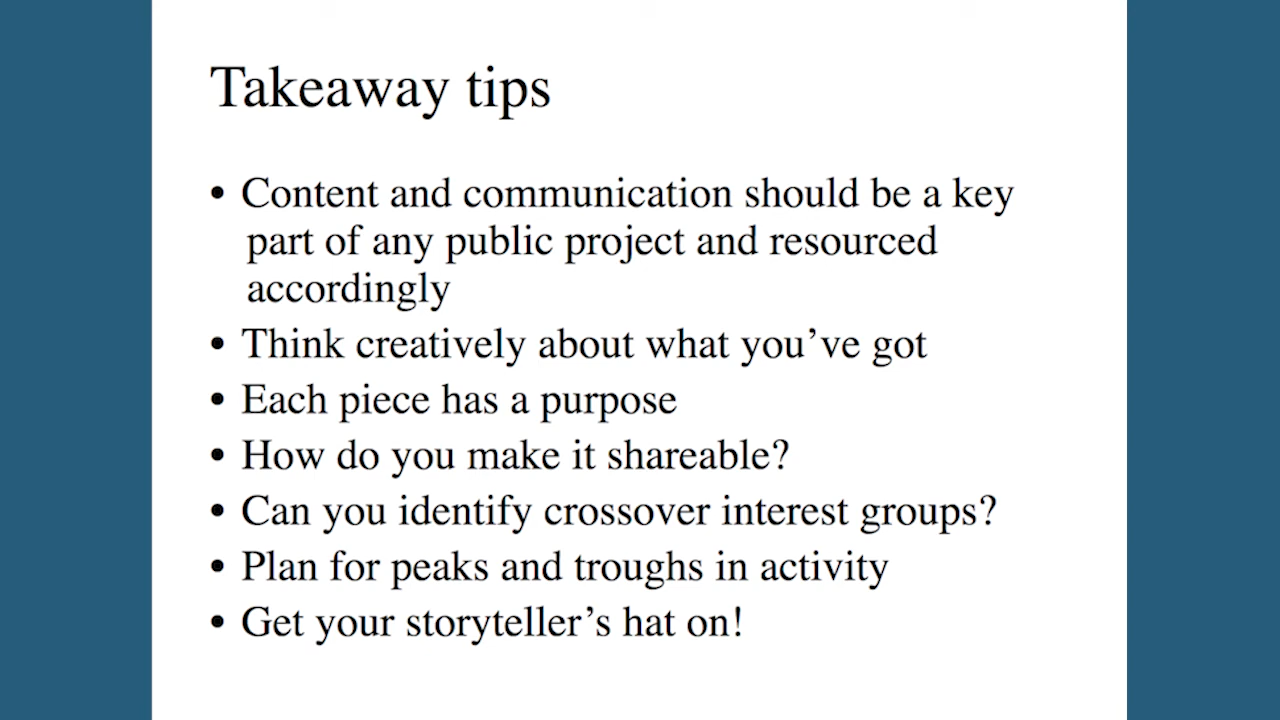 Takeaway tips
• Content and communication should be a key
part of any public project and resourced
accordingly
• Think creatively about what you’ve got
• Each piece has a purpose
• How do you make it shareable?
• Can you identify crossover interest groups?
• Plan for peaks and troughs in activity
• Get your storyteller’s hat on!